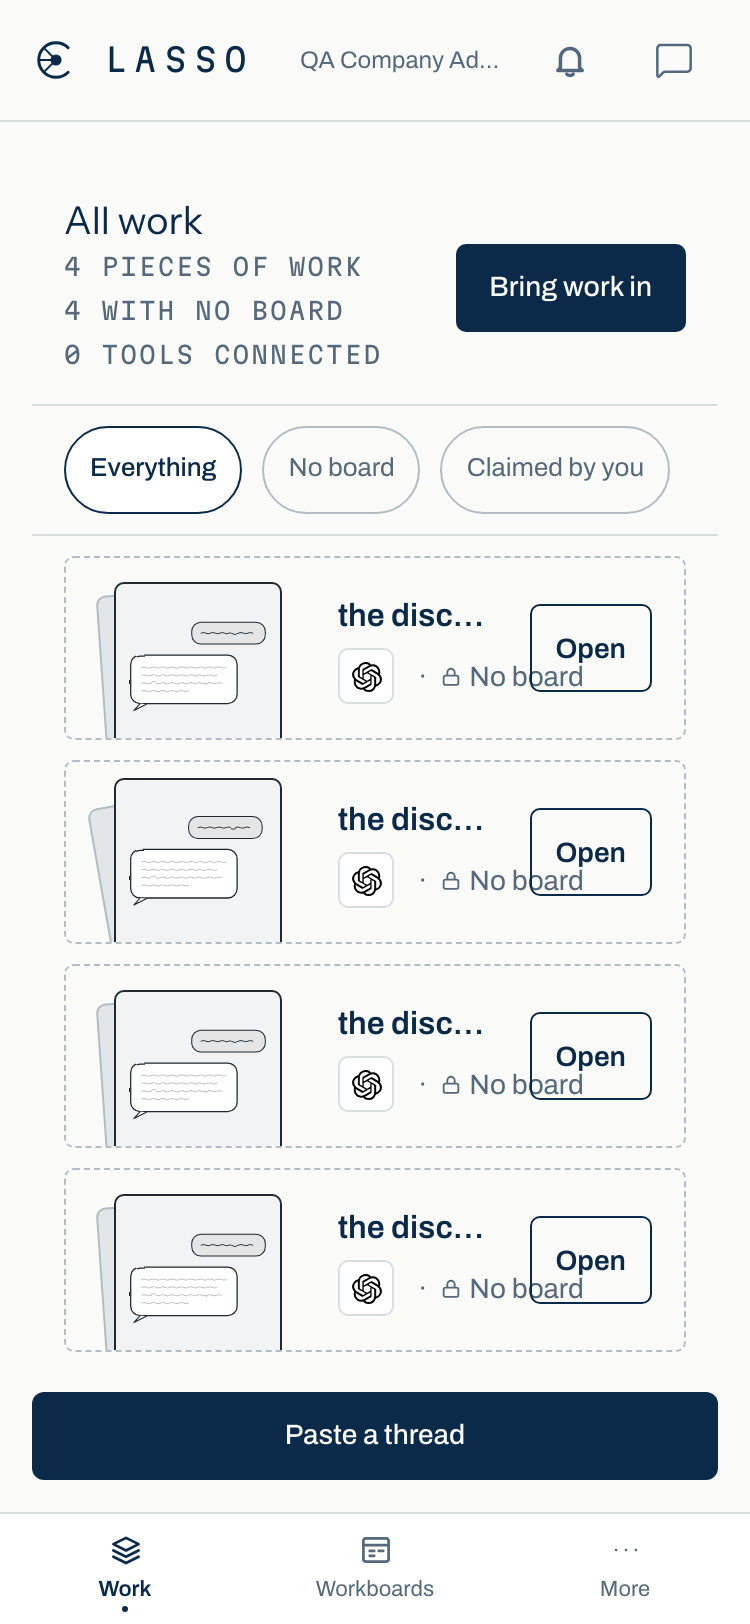 LASSO
QA Company Ad...
All work
4 PIECES OF WORK
4 WITH NO BOARD
0 TOOLS CONNECTED
Bring work in
Everything
No board
Claimed by you
the disc...
Open
· No board
the disc...
Open
· No board
the disc...
Open
· No board
the disc...
Open
· No board
Paste a thread
Work
Workboards
More